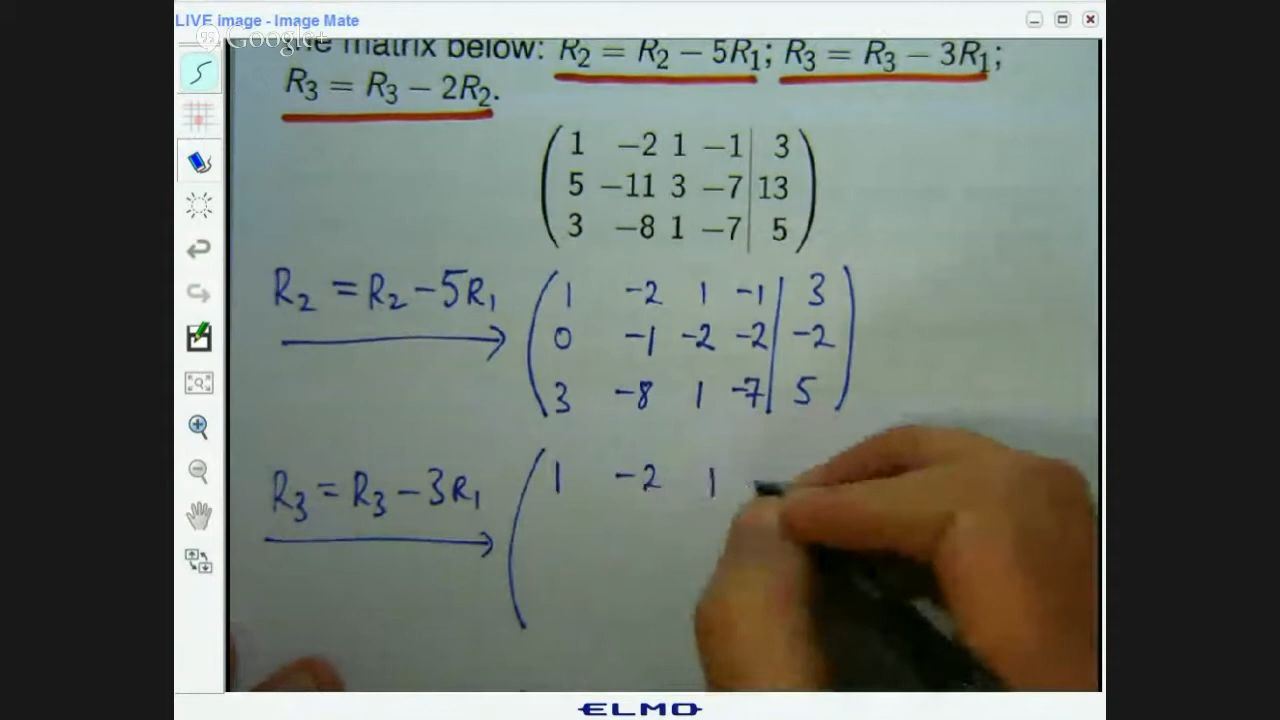 LIVE image - Image Mate
Google+
matrix below: R₂ = R₂ − 5R₁; R₃ = R₃ − 3R₁;
R₃ = R₃ − 2R₂.
1 −2 1 −1 | 3
5 −11 3 −7 | 13
3 −8 1 −7 | 5
R₂ = R₂ − 5R₁
1 -2 1 -1 | 3
0 -1 -2 -2 | -2
3 -8 1 -7 | 5
R₃ = R₃ − 3R₁
1 -2 1
ELMO